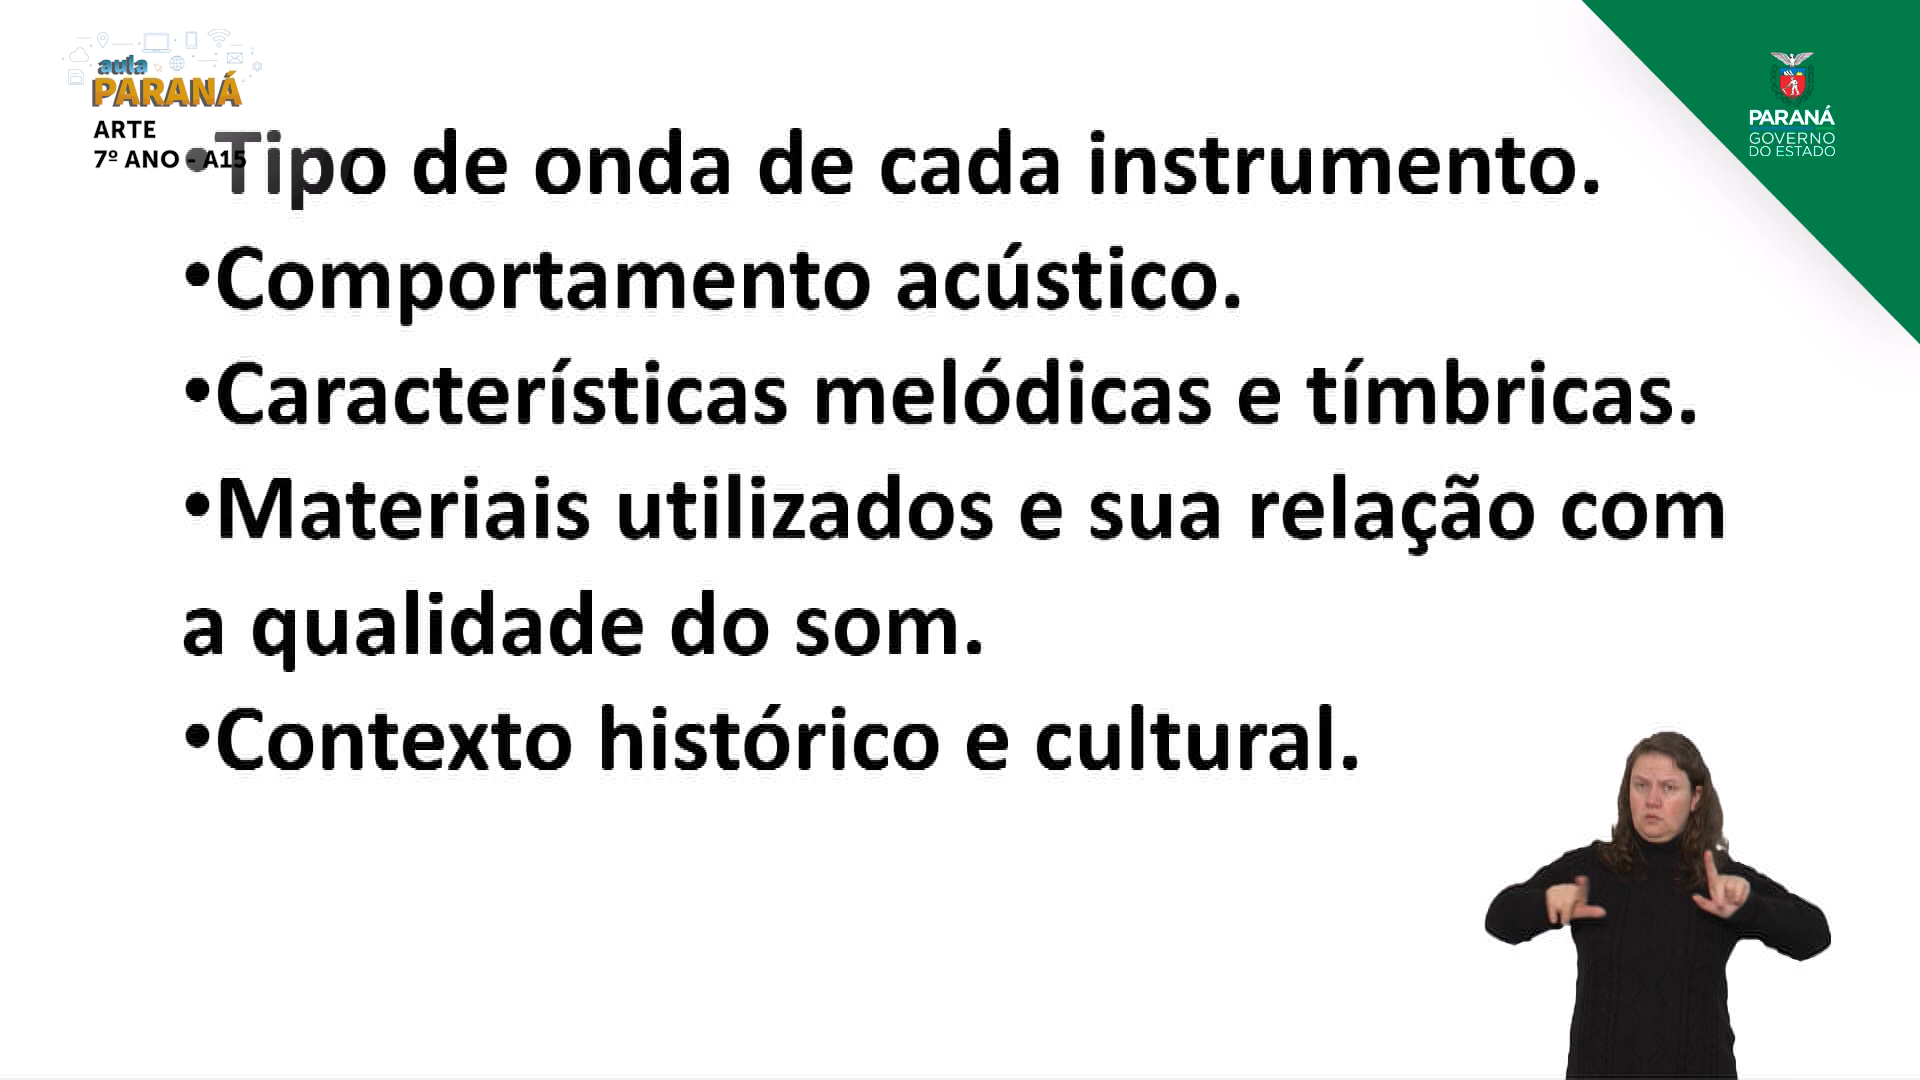 aula
PARANÁ
ARTE
7º ANO - A15
•Tipo de onda de cada instrumento.
•Comportamento acústico.
•Características melódicas e tímbricas.
•Materiais utilizados e sua relação com
a qualidade do som.
•Contexto histórico e cultural.
PARANÁ
GOVERNO
DO ESTADO